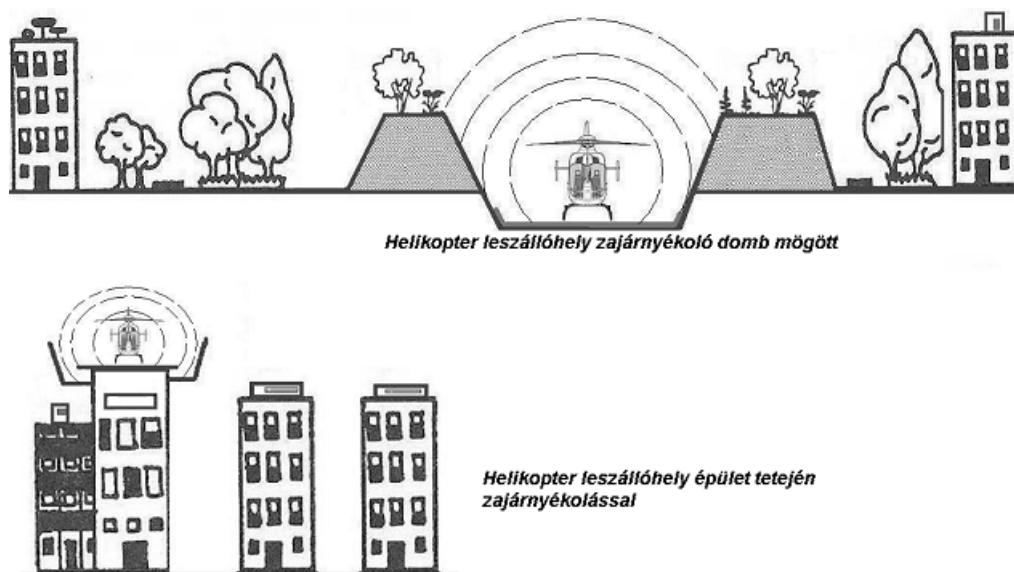 Helikopter leszállóhely zajárnyékoló domb mögött
Helikopter leszállóhely épület tetején
zajárnyékolással